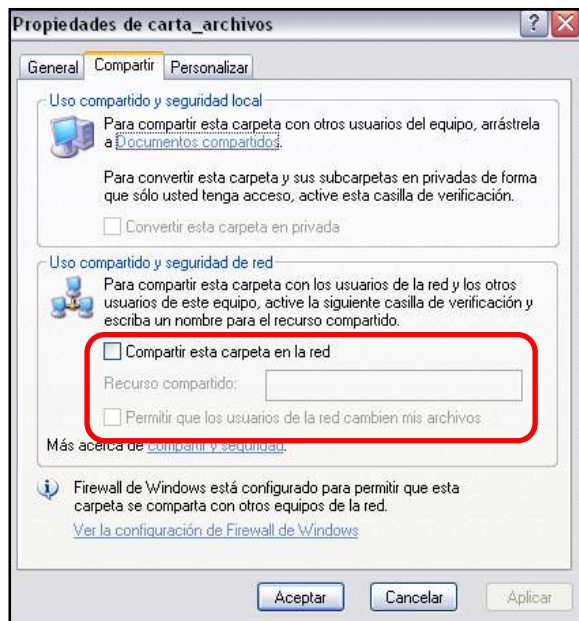 Propiedades de carta_archivos
General Compartir Personalizar
Uso compartido y seguridad local
Para compartir esta carpeta con otros usuarios del equipo, arrástrela
a Documentos compartidos.
Para convertir esta carpeta y sus subcarpetas en privadas de forma
que sólo usted tenga acceso, active esta casilla de verificación.
Convertir esta carpeta en privada
Uso compartido y seguridad de red
Para compartir esta carpeta con los usuarios de la red y los otros
usuarios de este equipo, active la siguiente casilla de verificación y
escriba un nombre para el recurso compartido.
Compartir esta carpeta en la red
Recurso compartido:
Permitir que los usuarios de la red cambien mis archivos
Más acerca de compartir y seguridad.
Firewall de Windows está configurado para permitir que esta
carpeta se comparta con otros equipos de la red.
Ver la configuración de Firewall de Windows
Aceptar Cancelar Aplicar